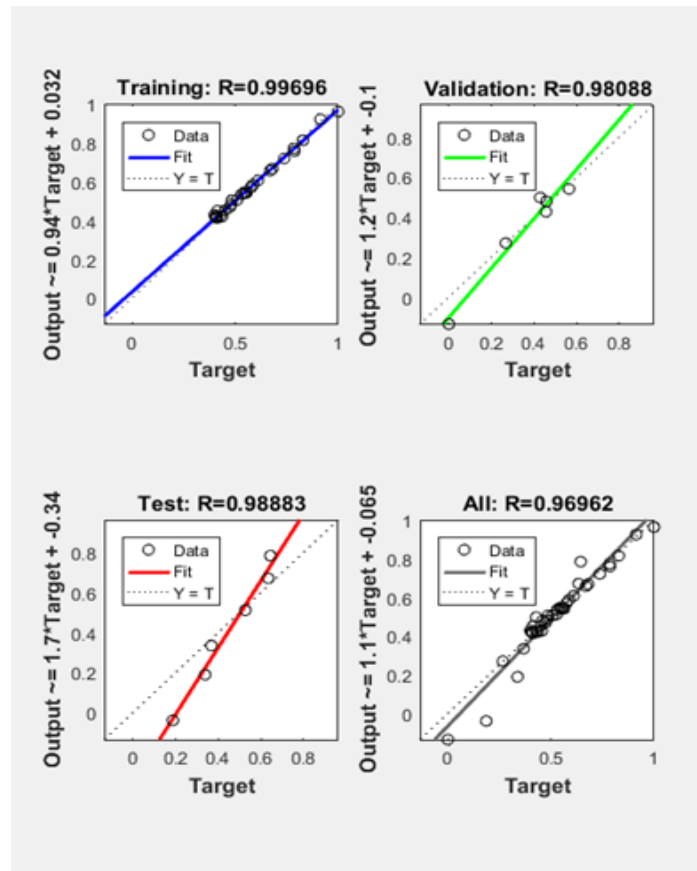 Training: R=0.99696
Output ~= 0.94*Target + 0.032
1
0.8
0.6
0.4
0.2
0
Data
Fit
Y = T
0
0.5
1
Target
Validation: R=0.98088
Output ~= 1.2*Target + -0.1
0.8
0.6
0.4
0.2
0
Data
Fit
Y = T
0
0.2
0.4
0.6
0.8
Target
Test: R=0.98883
Output ~= 1.7*Target + -0.34
0.8
0.6
0.4
0.2
0
Data
Fit
Y = T
0
0.2
0.4
0.6
0.8
Target
All: R=0.96962
Output ~= 1.1*Target + -0.065
1
0.8
0.6
0.4
0.2
0
Data
Fit
Y = T
0
0.5
1
Target